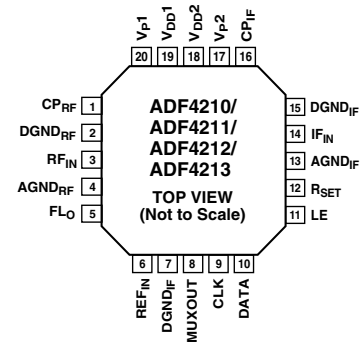 VP1
VDD1
VDD2
VP2
CPIF
20 19 18 17 16
CPRF 1
DGNDRF 2
RFIN 3
AGNDRF 4
FLO 5
ADF4210/
ADF4211/
ADF4212/
ADF4213
TOP VIEW
(Not to Scale)
15 DGNDIF
14 IFIN
13 AGNDIF
12 RSET
11 LE
6 7 8 9 10
REFIN
DGNDIF
MUXOUT
CLK
DATA